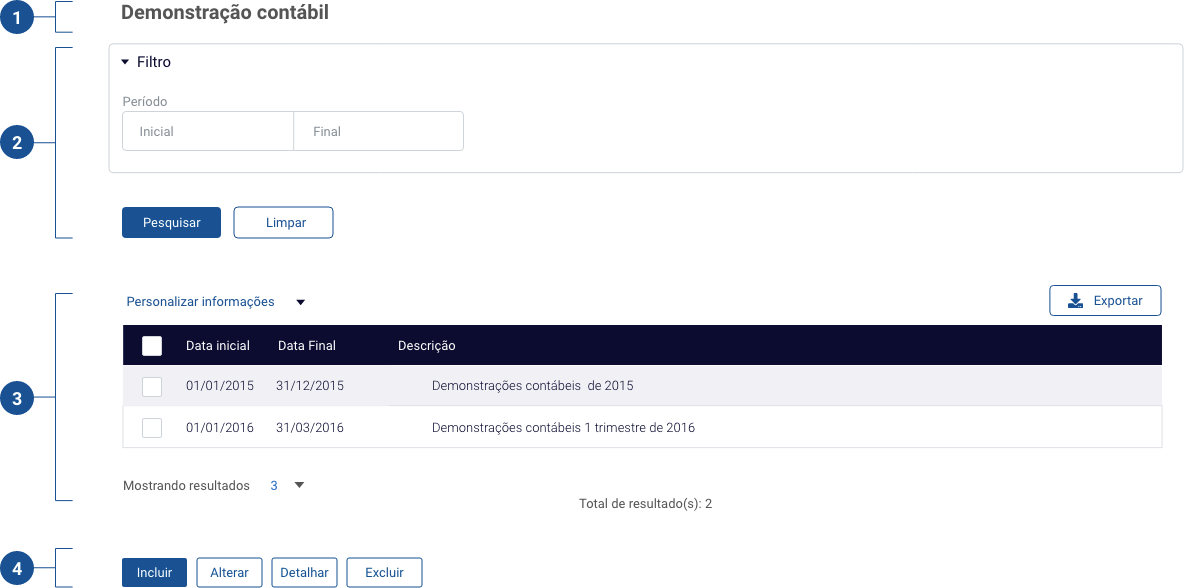 1 Demonstração contábil
Filtro
Período
2 Inicial Final
Pesquisar Limpar
Personalizar informações Exportar
Data inicial Data Final Descrição
3 01/01/2015 31/12/2015 Demonstrações contábeis de 2015
01/01/2016 31/03/2016 Demonstrações contábeis 1 trimestre de 2016
Mostrando resultados 3
Total de resultado(s): 2
4 Incluir Alterar Detalhar Excluir